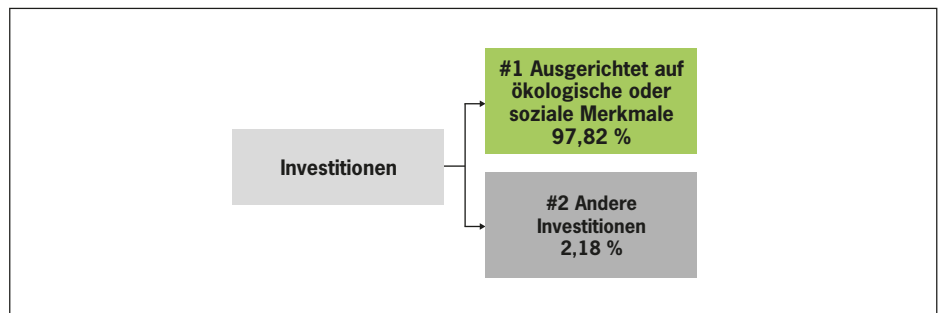 #1 Ausgerichtet auf
ökologische oder
soziale Merkmale
97,82 %
Investitionen
#2 Andere
Investitionen
2,18 %